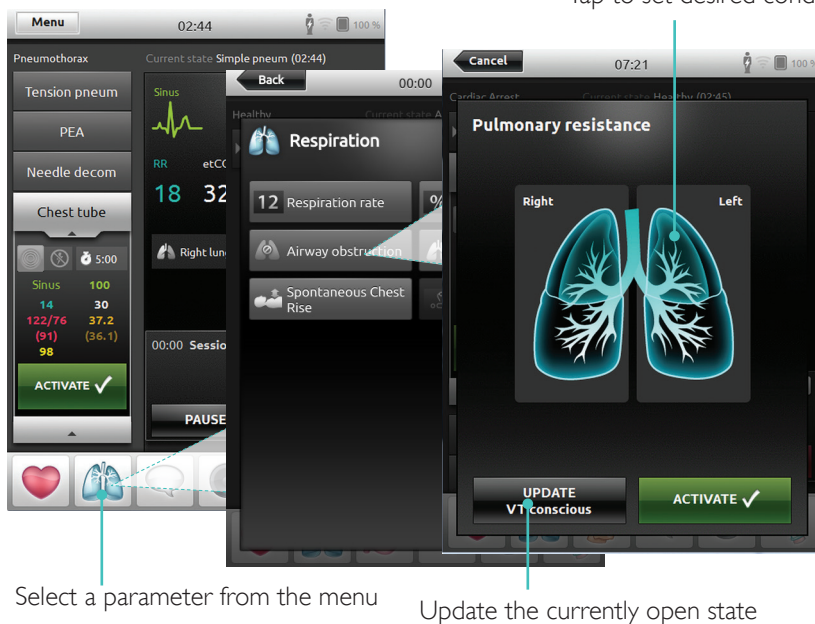 Tap to set desired cond
Menu
02:44
100 %
Pneumothorax
Current state Simple pneum (02:44)
Tension pneum
PEA
Needle decom
Chest tube
5:00
Sinus 100
14 30
122/76 37.2
(91) (36.1)
98
ACTIVATE
Sinus
RR etCO
18 32
Right lun
00:00 Sessio
PAUSE
Back
00:00
Healthy
Current state A
Respiration
12 Respiration rate
%
Airway obstruction
Spontaneous Chest
Rise
Cancel
07:21
100 %
Cardiac Arrest
Current state Healthy (02:45)
Pulmonary resistance
Right
Left
UPDATE
VT conscious
ACTIVATE
Select a parameter from the menu
Update the currently open state